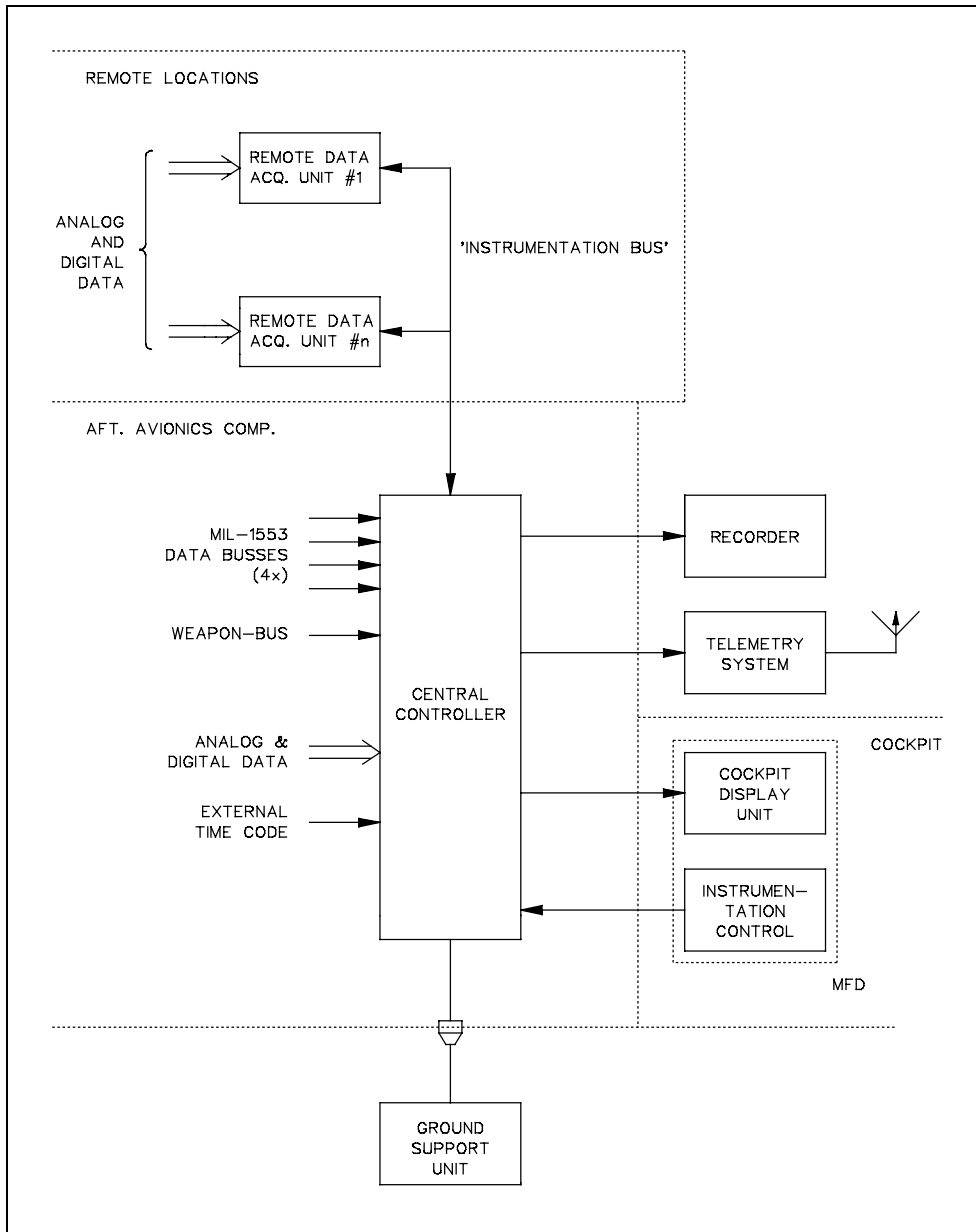 REMOTE LOCATIONS
REMOTE DATA
ACQ. UNIT #1
ANALOG
AND
DIGITAL
DATA
'INSTRUMENTATION BUS'
REMOTE DATA
ACQ. UNIT #n
AFT. AVIONICS COMP.
MIL-1553
DATA BUSSES
(4x)
WEAPON-BUS
ANALOG &
DIGITAL DATA
EXTERNAL
TIME CODE
CENTRAL
CONTROLLER
RECORDER
TELEMETRY
SYSTEM
COCKPIT
COCKPIT
DISPLAY
UNIT
INSTRUMEN-
TATION
CONTROL
MFD
GROUND
SUPPORT
UNIT